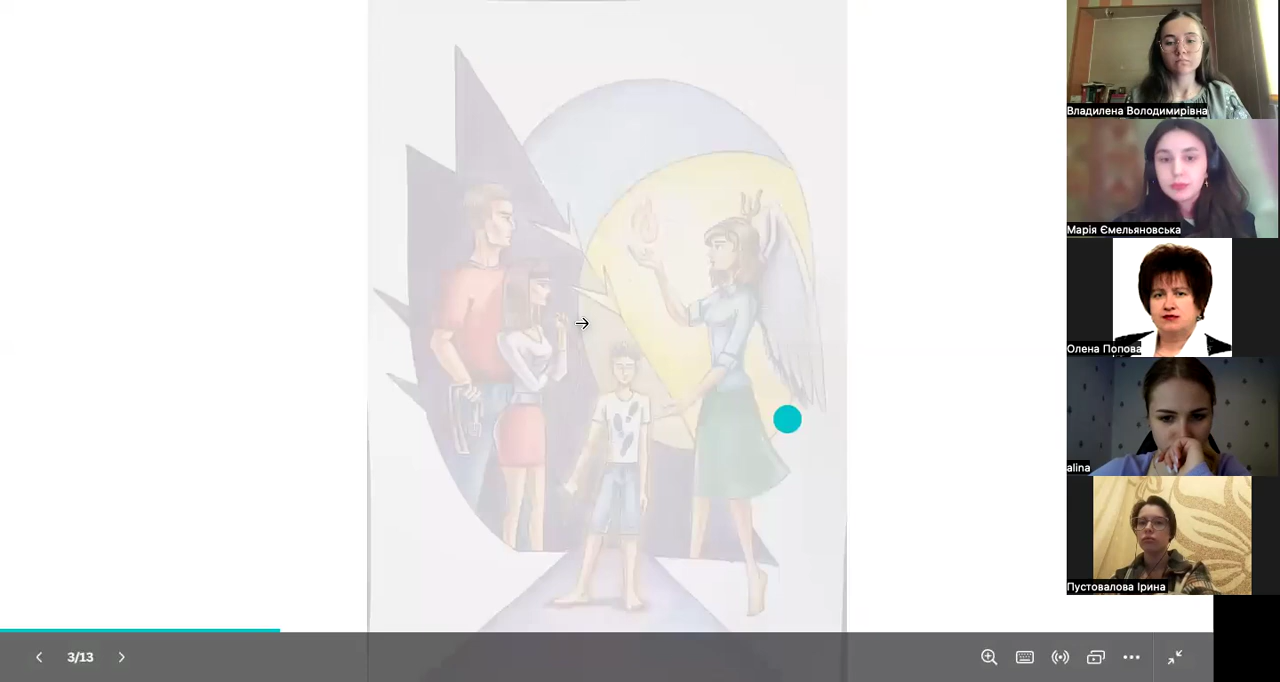 Владилена Володимирівна
Марія Ємельяновська
Олена Попова
alina
Пустовалова Ірина
3/13